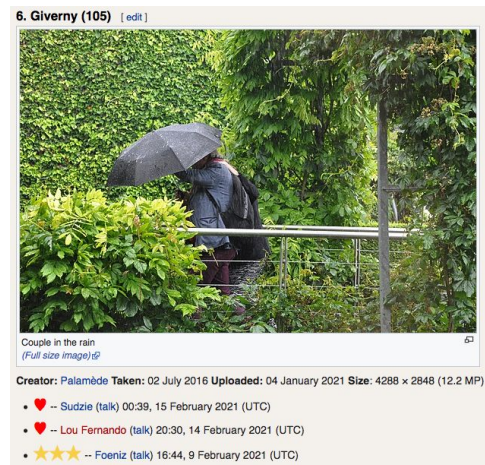 6. Giverny (105) [ edit ]
Couple in the rain
(Full size image)
Creator: Palamède Taken: 02 July 2016 Uploaded: 04 January 2021 Size: 4288 × 2848 (12.2 MP)
-- Sudzie (talk) 00:39, 15 February 2021 (UTC)
-- Lou Fernando (talk) 20:30, 14 February 2021 (UTC)
-- Foeniz (talk) 16:44, 9 February 2021 (UTC)